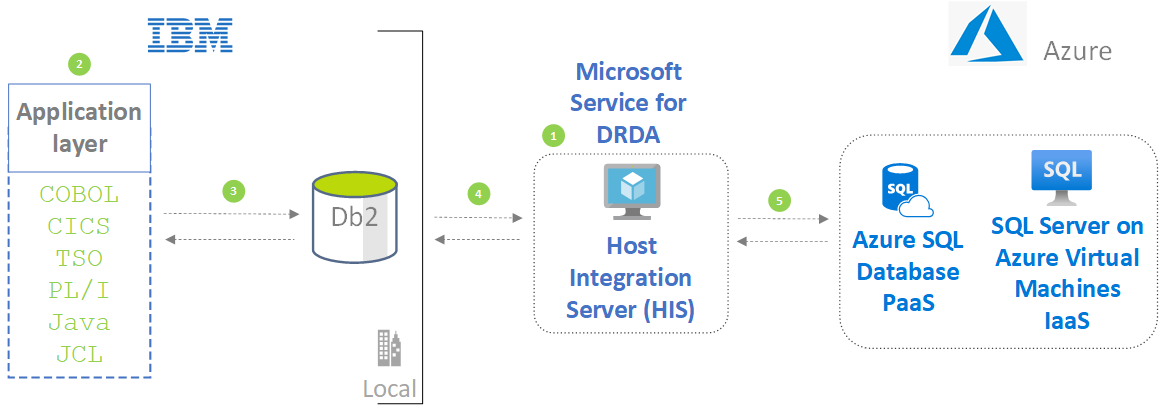 IBM
Azure
2
Application
layer
COBOL
CICS
TSO
PL/I
Java
JCL
3
Db2
Local
4
Microsoft
Service for
DRDA
1
Host
Integration
Server (HIS)
5
SQL
Azure SQL
Database
PaaS
SQL
SQL Server on
Azure Virtual
Machines
IaaS